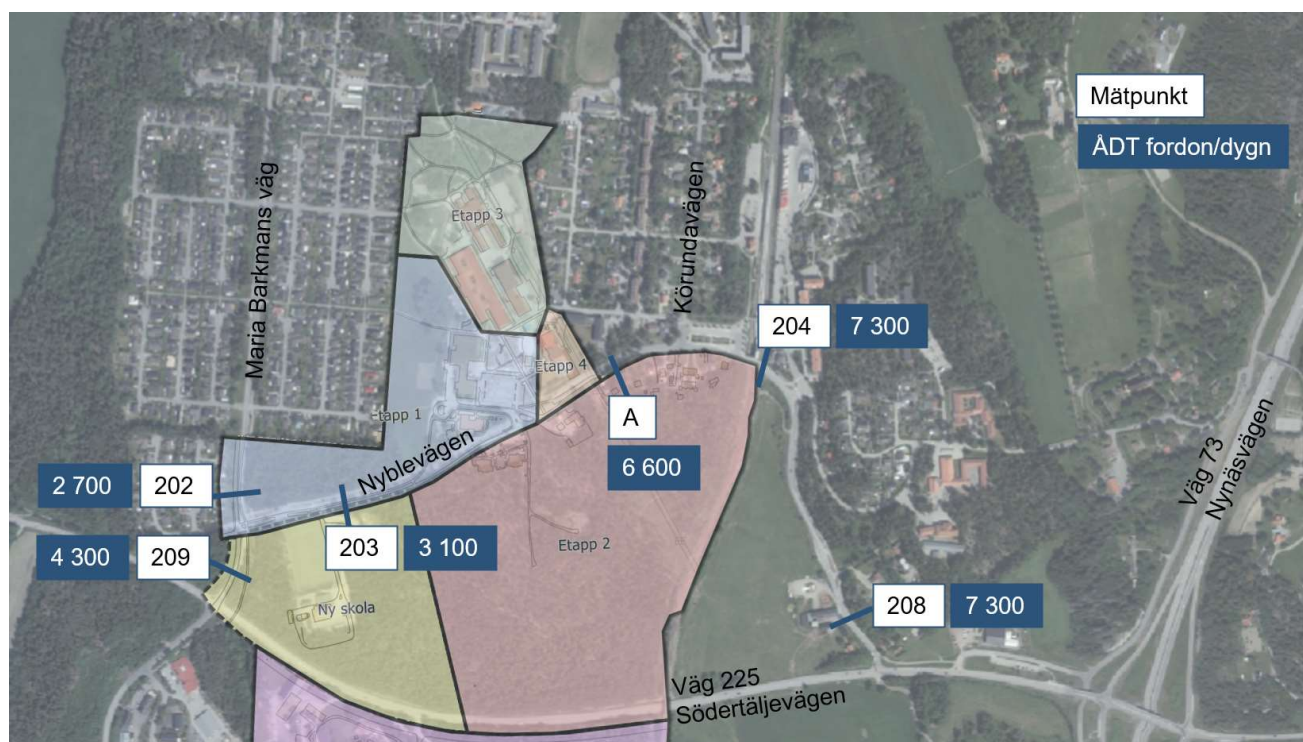 Mätpunkt
ÅDT fordon/dygn
Maria Barkmans väg
Körundavägen
Etapp 3
204 7 300
Etapp 4
Etapp 1
A
6 600
Nyblevägen
Väg 73
Nynäsvägen
2 700 202
203 3 100
4 300 209
Etapp 2
Ny skola
208 7 300
Väg 225
Södertäljevägen